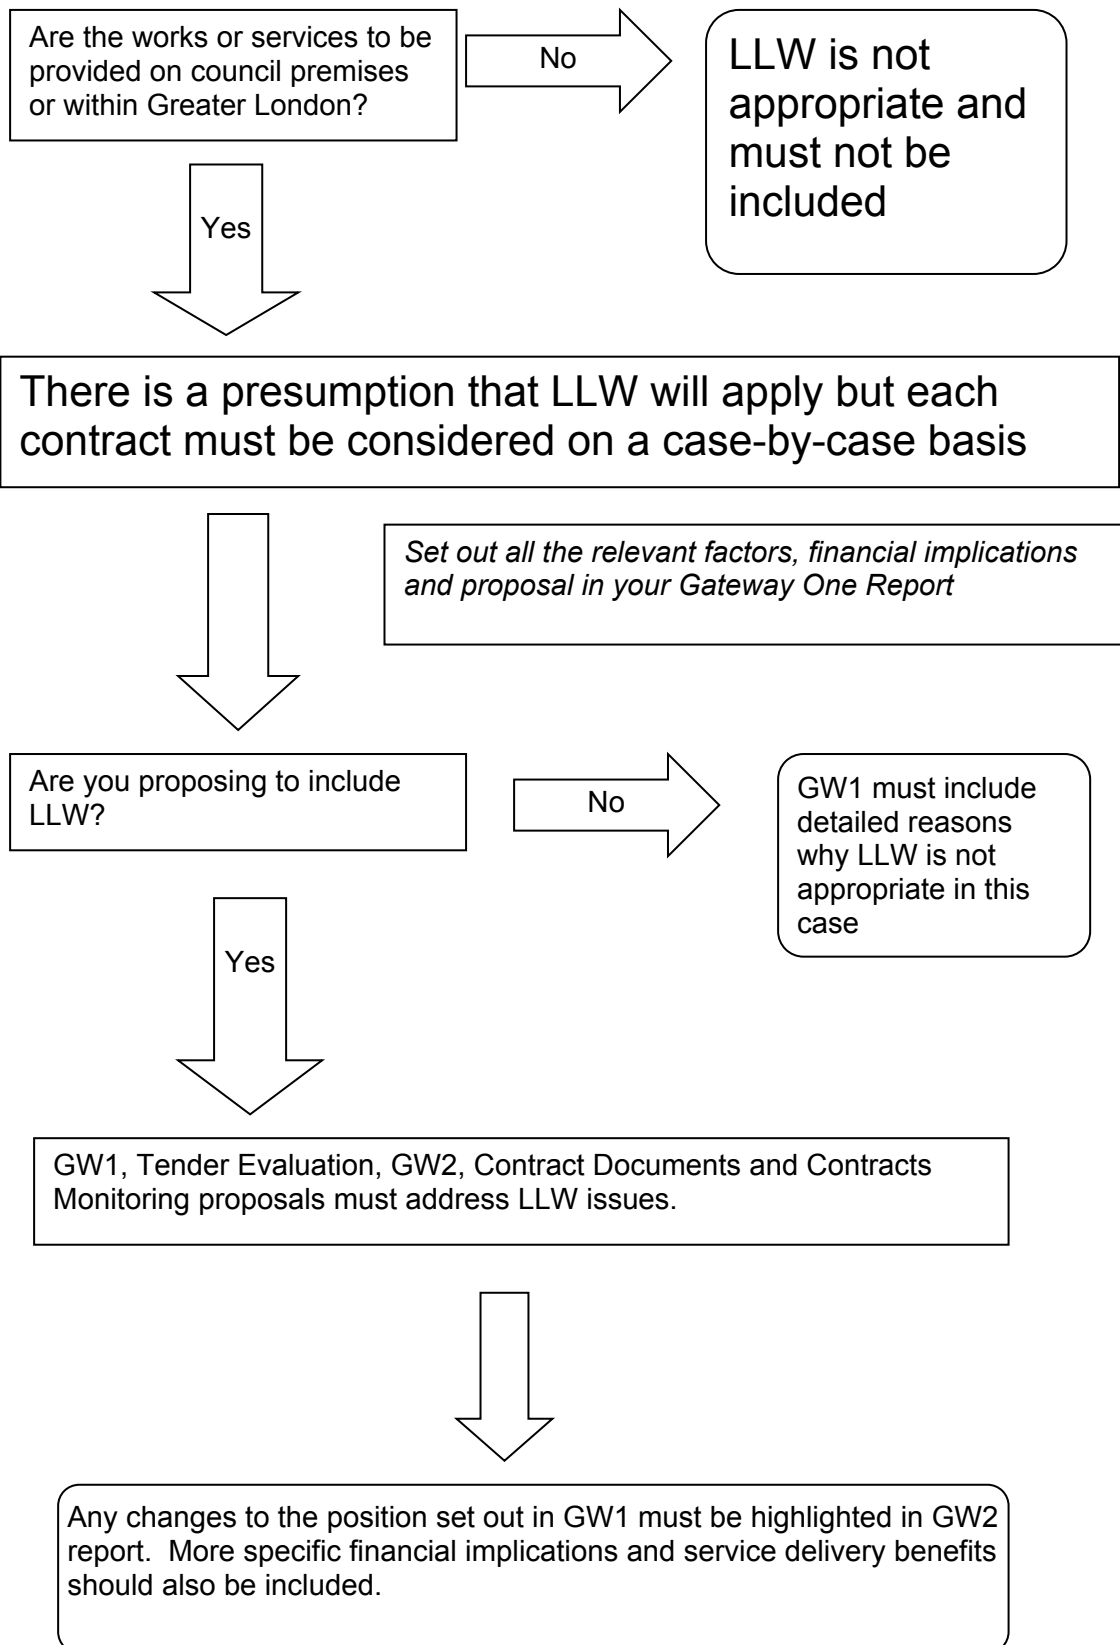 Are the works or services to be
provided on council premises
or within Greater London?
No
LLW is not
appropriate and
must not be
included
Yes
There is a presumption that LLW will apply but each
contract must be considered on a case-by-case basis
Set out all the relevant factors, financial implications
and proposal in your Gateway One Report
Are you proposing to include
LLW?
No
GW1 must include
detailed reasons
why LLW is not
appropriate in this
case
Yes
GW1, Tender Evaluation, GW2, Contract Documents and Contracts
Monitoring proposals must address LLW issues.
Any changes to the position set out in GW1 must be highlighted in GW2
report.  More specific financial implications and service delivery benefits
should also be included.